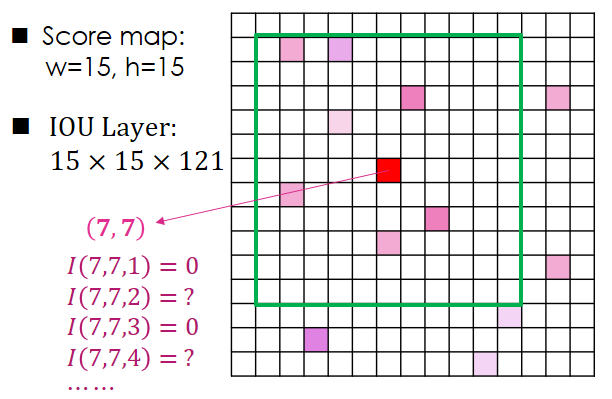 ■ Score map:
w=15, h=15
■ IOU Layer:
15 × 15 × 121
(7, 7)
I(7,7,1) = 0
I(7,7,2) = ?
I(7,7,3) = 0
I(7,7,4) = ?
... ...